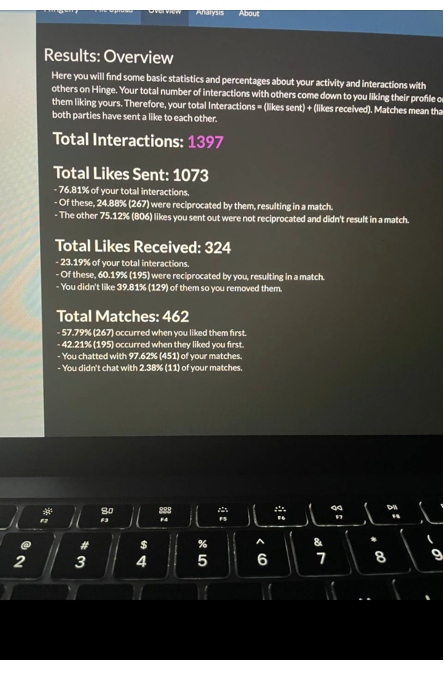 Overview Analysis About
Results: Overview
Here you will find some basic statistics and percentages about your activity and interactions with
others on Hinge. Your total number of interactions with others come down to you liking their profile or
them liking yours. Therefore, your total Interactions = (likes sent) + (likes received). Matches mean tha
both parties have sent a like to each other.
Total Interactions: 1397
Total Likes Sent: 1073
- 76.81% of your total interactions.
- Of these, 24.88% (267) were reciprocated by them, resulting in a match.
- The other 75.12% (806) likes you sent out were not reciprocated and didn't result in a match.
Total Likes Received: 324
- 23.19% of your total interactions.
- Of these, 60.19% (195) were reciprocated by you, resulting in a match.
- You didn't like 39.81% (129) of them so you removed them.
Total Matches: 462
- 57.79% (267) occurred when you liked them first.
- 42.21% (195) occurred when they liked you first.
- You chatted with 97.62% (451) of your matches.
- You didn't chat with 2.38% (11) of your matches.
F2 F3 F4 F5 F6 F7 F8
@ # $ % ^ & * (
2 3 4 5 6 7 8 9